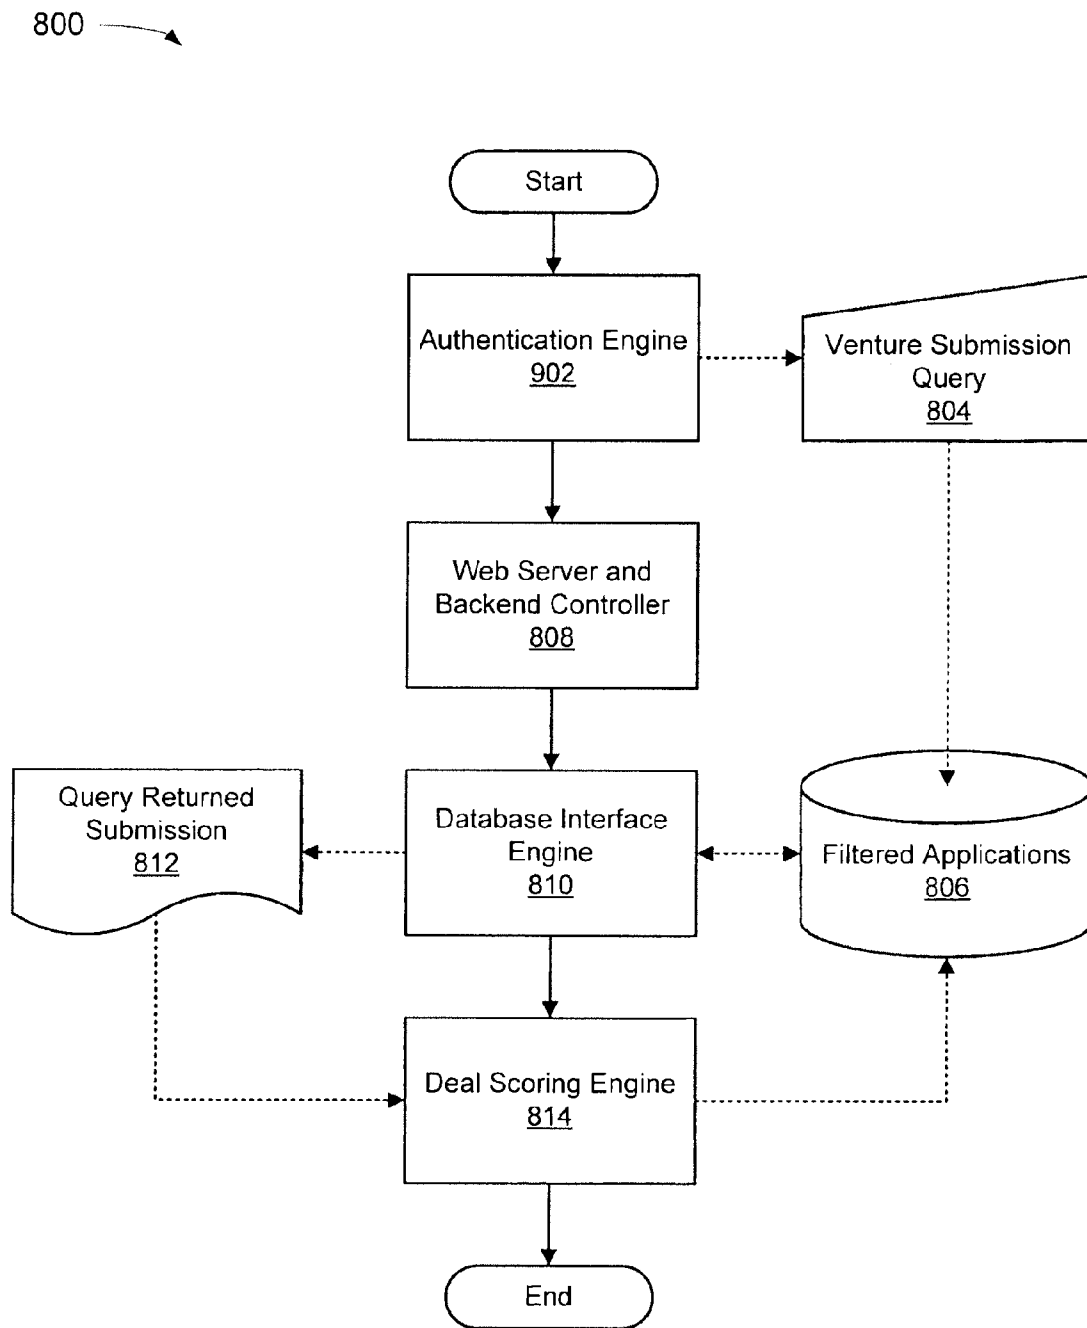 800
Start
Authentication Engine
902
Venture Submission
Query
804
Web Server and
Backend Controller
808
Query Returned
Submission
812
Database Interface
Engine
810
Filtered Applications
806
Deal Scoring Engine
814
End